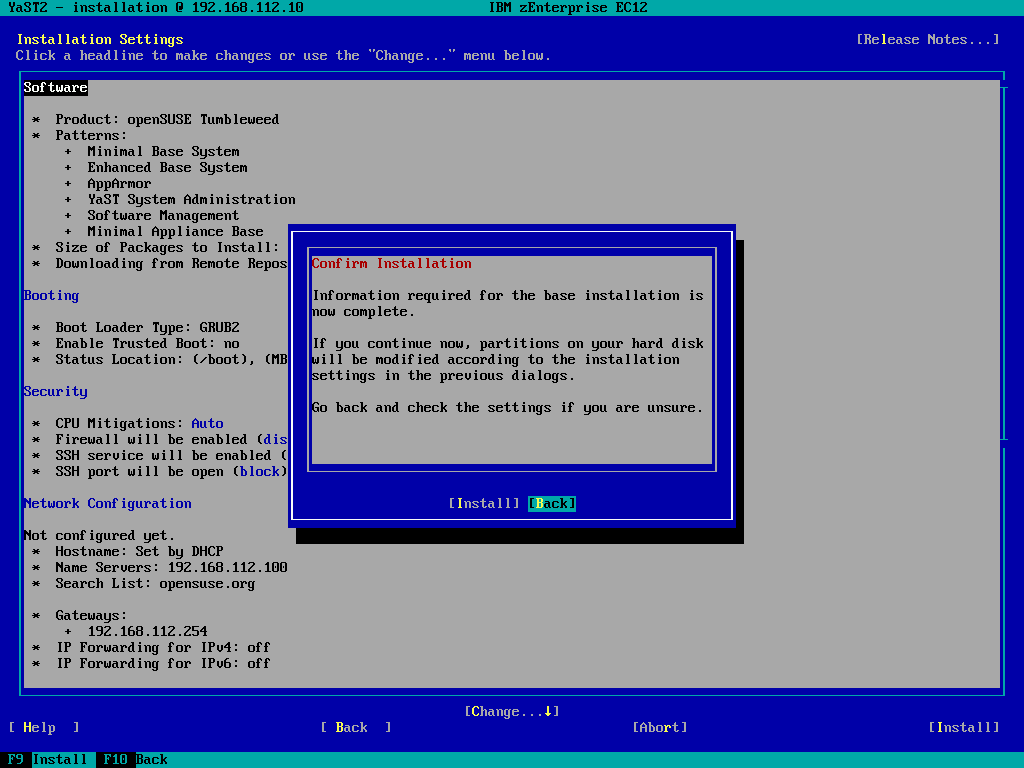 YaST2 - installation @ 192.168.112.10 IBM zEnterprise EC12
Installation Settings [Release Notes...]
Click a headline to make changes or use the "Change..." menu below.
Software
* Product: openSUSE Tumbleweed
* Patterns:
+ Minimal Base System
+ Enhanced Base System
+ AppArmor
+ YaST System Administration
+ Software Management
+ Minimal Appliance Base
* Size of Packages to Install:
* Downloading from Remote Repos
Booting
* Boot Loader Type: GRUB2
* Enable Trusted Boot: no
* Status Location: (/boot), (MB
Security
* CPU Mitigations: Auto
* Firewall will be enabled (dis
* SSH service will be enabled (
* SSH port will be open (block)
Network Configuration
Not configured yet.
* Hostname: Set by DHCP
* Name Servers: 192.168.112.100
* Search List: opensuse.org
* Gateways:
+ 192.168.112.254
* IP Forwarding for IPv4: off
* IP Forwarding for IPv6: off
Confirm Installation
Information required for the base installation is
now complete.
If you continue now, partitions on your hard disk
will be modified according to the installation
settings in the previous dialogs.
Go back and check the settings if you are unsure.
[Install] [Back]
[Change...↓]
[ Help ] [ Back ] [Abort] [Install]
F9 Install F10 Back